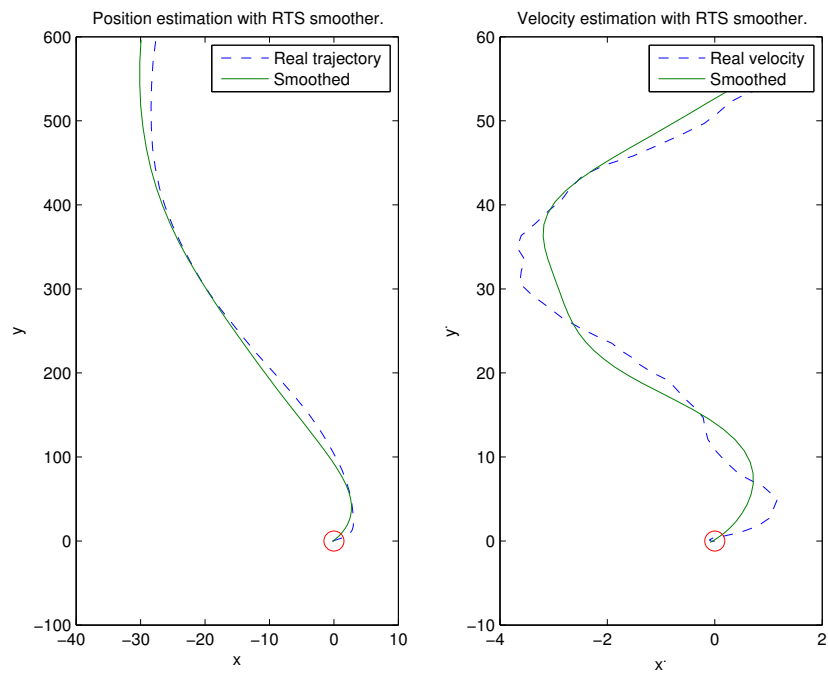 Position estimation with RTS smoother.
600
500
400
300
200
100
0
−100
y
−40
−30
−20
−10
0
10
x
Real trajectory
Smoothed
Velocity estimation with RTS smoother.
60
50
40
30
20
10
0
−10
y˙
−4
−2
0
2
x˙
Real velocity
Smoothed